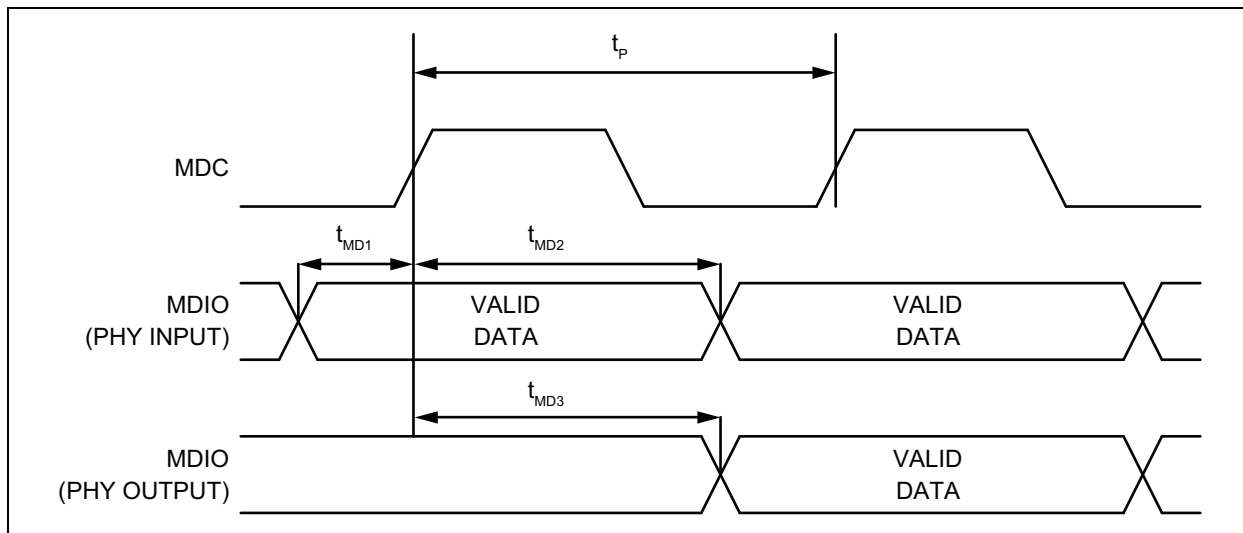 tP
MDC
tMD1
tMD2
MDIO
(PHY INPUT)
VALID
DATA
VALID
DATA
tMD3
MDIO
(PHY OUTPUT)
VALID
DATA